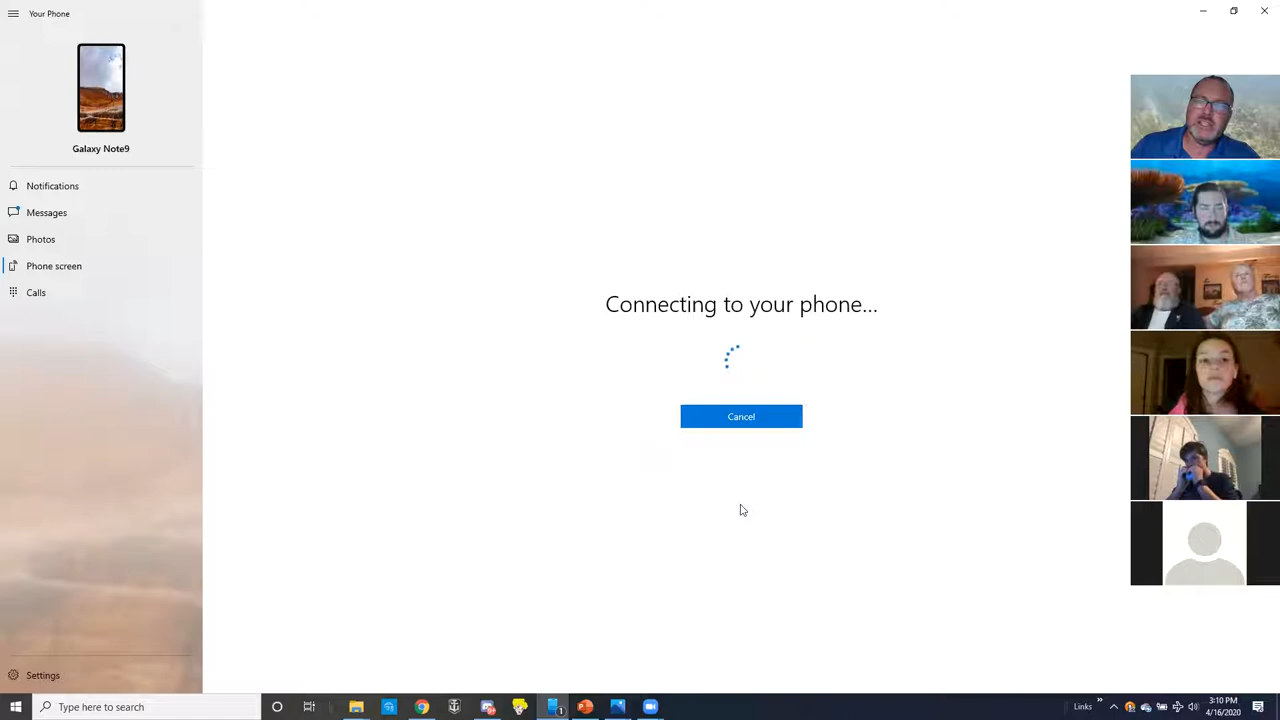 Your Phone
Galaxy Note9
Notifications
Messages
Photos
Phone screen
Calls
Settings
Connecting to your phone...
Cancel
Type here to search
1
Links
3:10 PM
4/16/2020